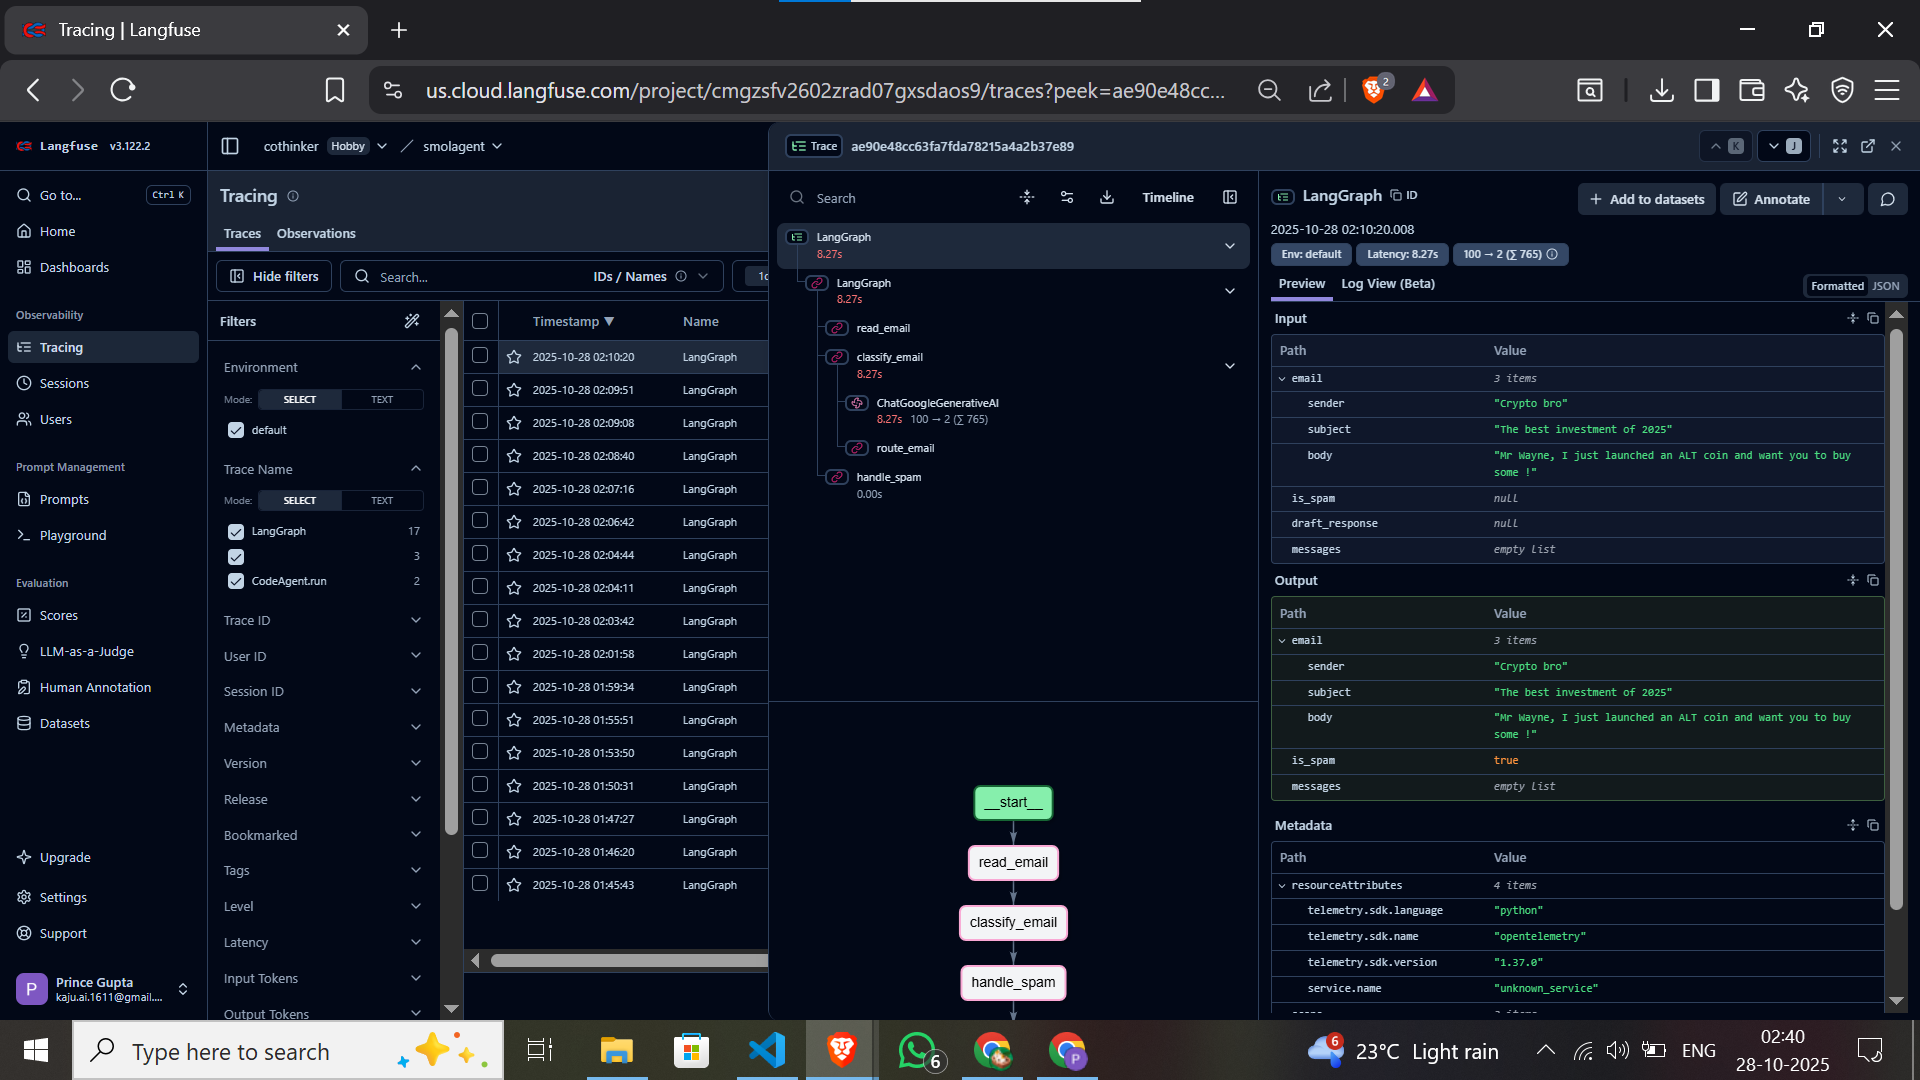 Tracing | Langfuse
us.cloud.langfuse.com/project/cmgzsfv2602zrad07gxsdaos9/traces?peek=ae90e48cc...
2
Langfuse v3.122.2
Go to... Ctrl K
Home
Dashboards
Observability
Tracing
Sessions
Users
Prompt Management
Prompts
Playground
Evaluation
Scores
LLM-as-a-Judge
Human Annotation
Datasets
Upgrade
Settings
Support
P
Prince Gupta
kaju.ai.1611@gmail....
cothinker Hobby / smolagent
Tracing
Traces Observations
Hide filters
Search... IDs / Names
Filters
Environment
Mode: SELECT TEXT
default
Trace Name
Mode: SELECT TEXT
LangGraph 17
3
CodeAgent.run 2
Trace ID
User ID
Session ID
Metadata
Version
Release
Bookmarked
Tags
Level
Latency
Input Tokens
Output Tokens
Timestamp ▼ Name
2025-10-28 02:10:20 LangGraph
2025-10-28 02:09:51 LangGraph
2025-10-28 02:09:08 LangGraph
2025-10-28 02:08:40 LangGraph
2025-10-28 02:07:16 LangGraph
2025-10-28 02:06:42 LangGraph
2025-10-28 02:04:44 LangGraph
2025-10-28 02:04:11 LangGraph
2025-10-28 02:03:42 LangGraph
2025-10-28 02:01:58 LangGraph
2025-10-28 01:59:34 LangGraph
2025-10-28 01:55:51 LangGraph
2025-10-28 01:53:50 LangGraph
2025-10-28 01:50:31 LangGraph
2025-10-28 01:47:27 LangGraph
2025-10-28 01:46:20 LangGraph
2025-10-28 01:45:43 LangGraph
Trace ae90e48cc63fa7fda78215a4a2b37e89
K J
Search Timeline
LangGraph
8.27s
LangGraph
8.27s
read_email
classify_email
8.27s
ChatGoogleGenerativeAI
8.27s 100 → 2 (∑ 765)
route_email
handle_spam
0.00s
__start__
read_email
classify_email
handle_spam
LangGraph ID
Add to datasets
Annotate
2025-10-28 02:10:20.008
Env: default Latency: 8.27s 100 → 2 (∑ 765)
Preview Log View (Beta)
Formatted JSON
Input
Path Value
email 3 items
sender "Crypto bro"
subject "The best investment of 2025"
body "Mr Wayne, I just launched an ALT coin and want you to buy
some !"
is_spam null
draft_response null
messages empty list
Output
Path Value
email 3 items
sender "Crypto bro"
subject "The best investment of 2025"
body "Mr Wayne, I just launched an ALT coin and want you to buy
some !"
is_spam true
messages empty list
Metadata
Path Value
resourceAttributes 4 items
telemetry.sdk.language "python"
telemetry.sdk.name "opentelemetry"
telemetry.sdk.version "1.37.0"
service.name "unknown_service"
Type here to search
6
P
6
23°C Light rain
ENG
02:40
28-10-2025